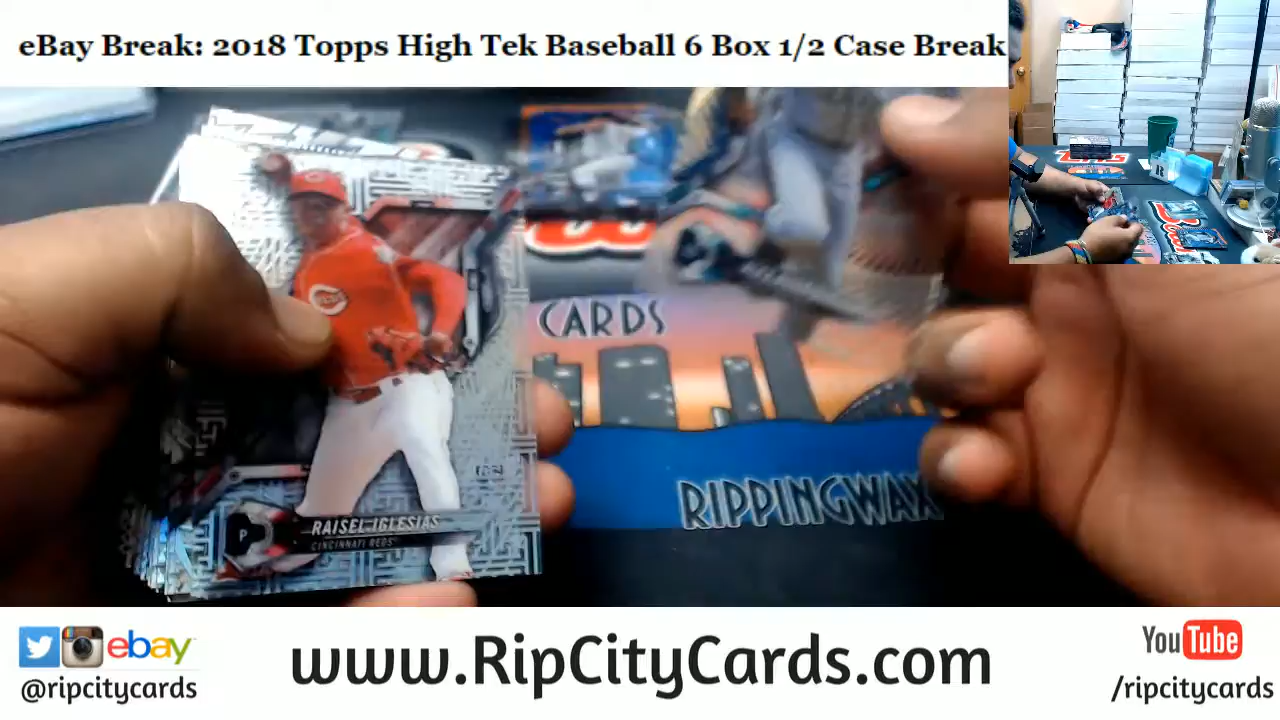 eBay Break: 2018 Topps High Tek Baseball 6 Box 1/2 Case Break
CARDS
RIPPINGWAX
P
RAISEL IGLESIAS
CINCINNATI REDS
ebay
@ripcitycards
www.RipCityCards.com
YouTube
/ripcitycards